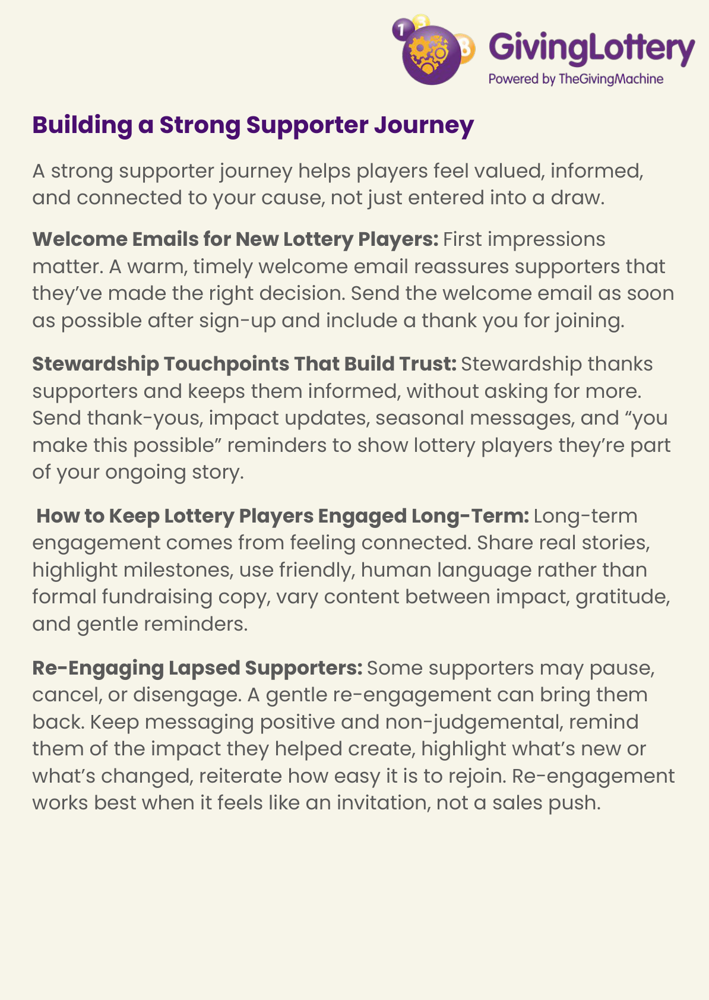 1
3
8
GivingLottery
Powered by TheGivingMachine
Building a Strong Supporter Journey
A strong supporter journey helps players feel valued, informed,
and connected to your cause, not just entered into a draw.
Welcome Emails for New Lottery Players: First impressions
matter. A warm, timely welcome email reassures supporters that
they’ve made the right decision. Send the welcome email as soon
as possible after sign-up and include a thank you for joining.
Stewardship Touchpoints That Build Trust: Stewardship thanks
supporters and keeps them informed, without asking for more.
Send thank-yous, impact updates, seasonal messages, and “you
make this possible” reminders to show lottery players they’re part
of your ongoing story.
How to Keep Lottery Players Engaged Long-Term: Long-term
engagement comes from feeling connected. Share real stories,
highlight milestones, use friendly, human language rather than
formal fundraising copy, vary content between impact, gratitude,
and gentle reminders.
Re-Engaging Lapsed Supporters: Some supporters may pause,
cancel, or disengage. A gentle re-engagement can bring them
back. Keep messaging positive and non-judgemental, remind
them of the impact they helped create, highlight what’s new or
what’s changed, reiterate how easy it is to rejoin. Re-engagement
works best when it feels like an invitation, not a sales push.